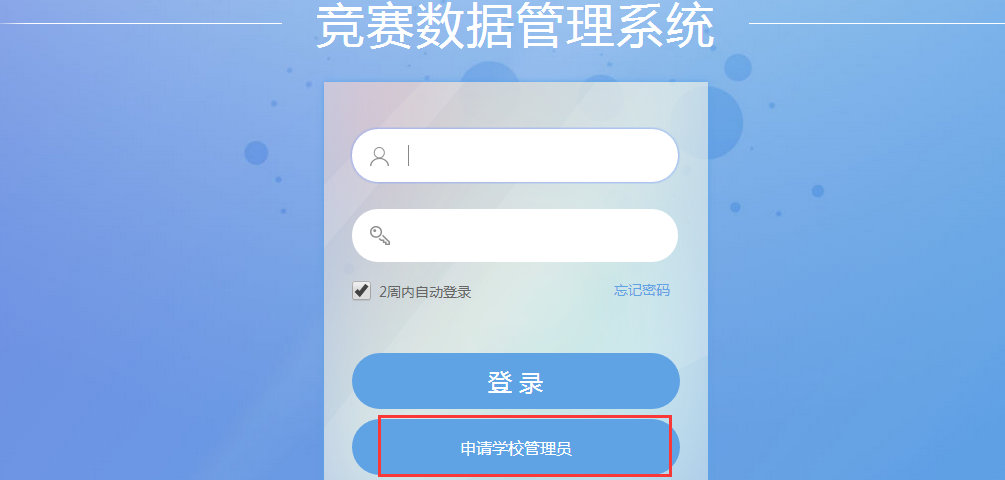 竞赛数据管理系统
2周内自动登录
忘记密码
登 录
申请学校管理员